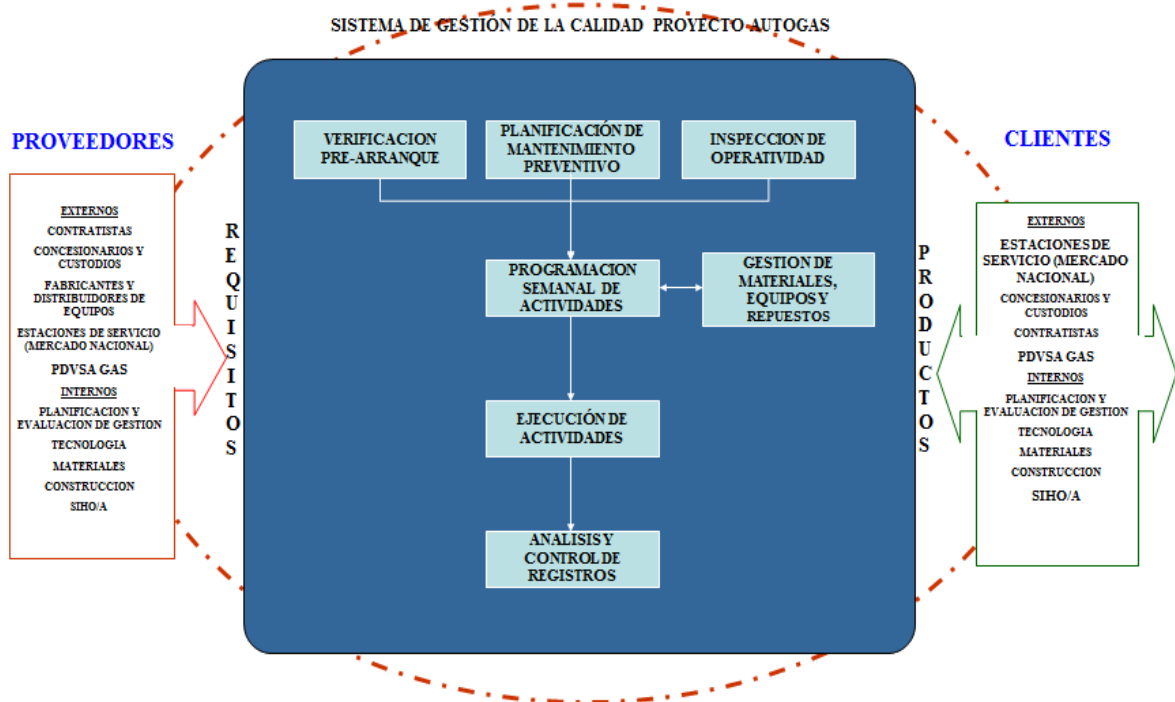 SISTEMA DE GESTIÓN DE LA CALIDAD PROYECTO AUTOGAS
PROVEEDORES
EXTERNOS
CONTRATISTAS
CONCESIONARIOS Y
CUSTODIOS
FABRICANTES Y
DISTRIBUIDORES DE
EQUIPOS
ESTACIONES DE SERVICIO
(MERCADO NACIONAL)
PDVSA GAS
INTERNOS
PLANIFICACION Y
EVALUACION DE GESTION
TECNOLOGIA
MATERIALES
CONSTRUCCION
SIHO/A
REQUISITOS
VERIFICACION
PRE-ARRANQUE
PLANIFICACIÓN DE
MANTENIMIENTO
PREVENTIVO
INSPECCION DE
OPERATIVIDAD
PROGRAMACION
SEMANAL DE
ACTIVIDADES
GESTION DE
MATERIALES,
EQUIPOS Y
REPUESTOS
EJECUCIÓN DE
ACTIVIDADES
ANALISIS Y
CONTROL DE
REGISTROS
PRODUCTOS
CLIENTES
EXTERNOS
ESTACIONES DE
SERVICIO (MERCADO
NACIONAL)
CONCESIONARIOS Y
CUSTODIOS
CONTRATISTAS
PDVSA GAS
INTERNOS
PLANIFICACION Y
EVALUACION DE GESTION
TECNOLOGIA
MATERIALES
CONSTRUCCION
SIHO/A